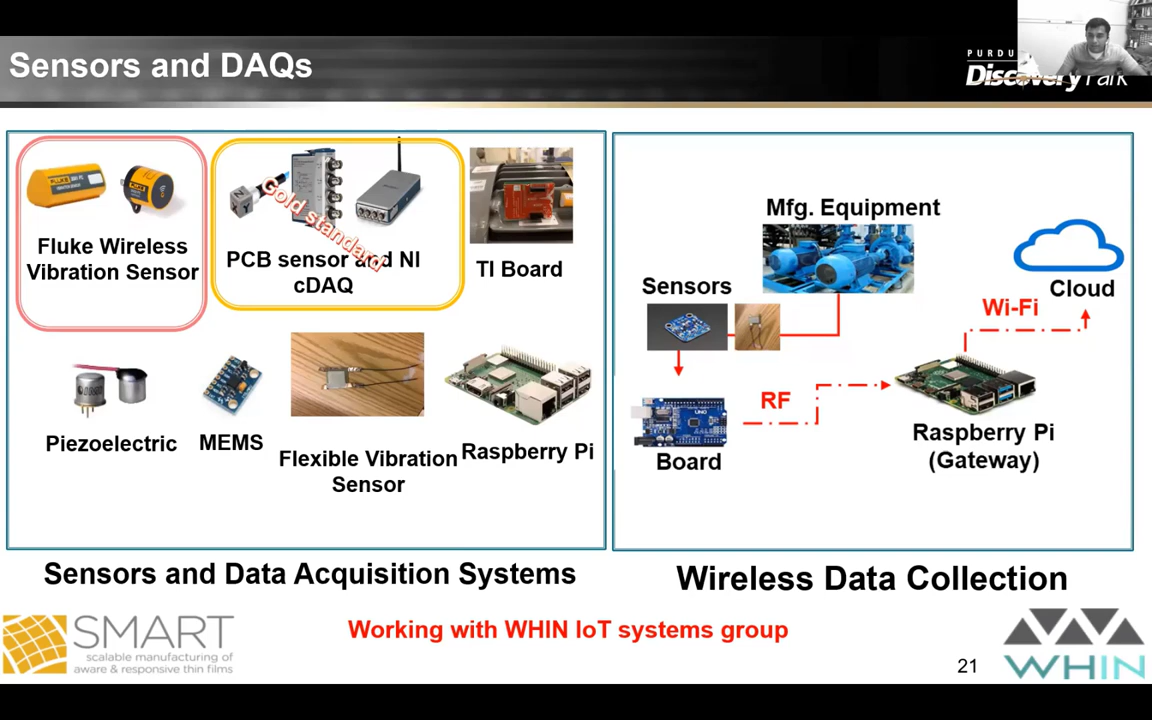 Sensors and DAQs
PURDU
Discovery Park
Fluke Wireless
Vibration Sensor
Gold standard
PCB sensor and NI
cDAQ
TI Board
Piezoelectric
MEMS
Flexible Vibration
Sensor
Raspberry Pi
Sensors and Data Acquisition Systems
Mfg. Equipment
Sensors
Cloud
Wi-Fi
RF
Board
Raspberry Pi
(Gateway)
Wireless Data Collection
SMART
scalable manufacturing of
aware & responsive thin films
Working with WHIN IoT systems group
21
WHIN